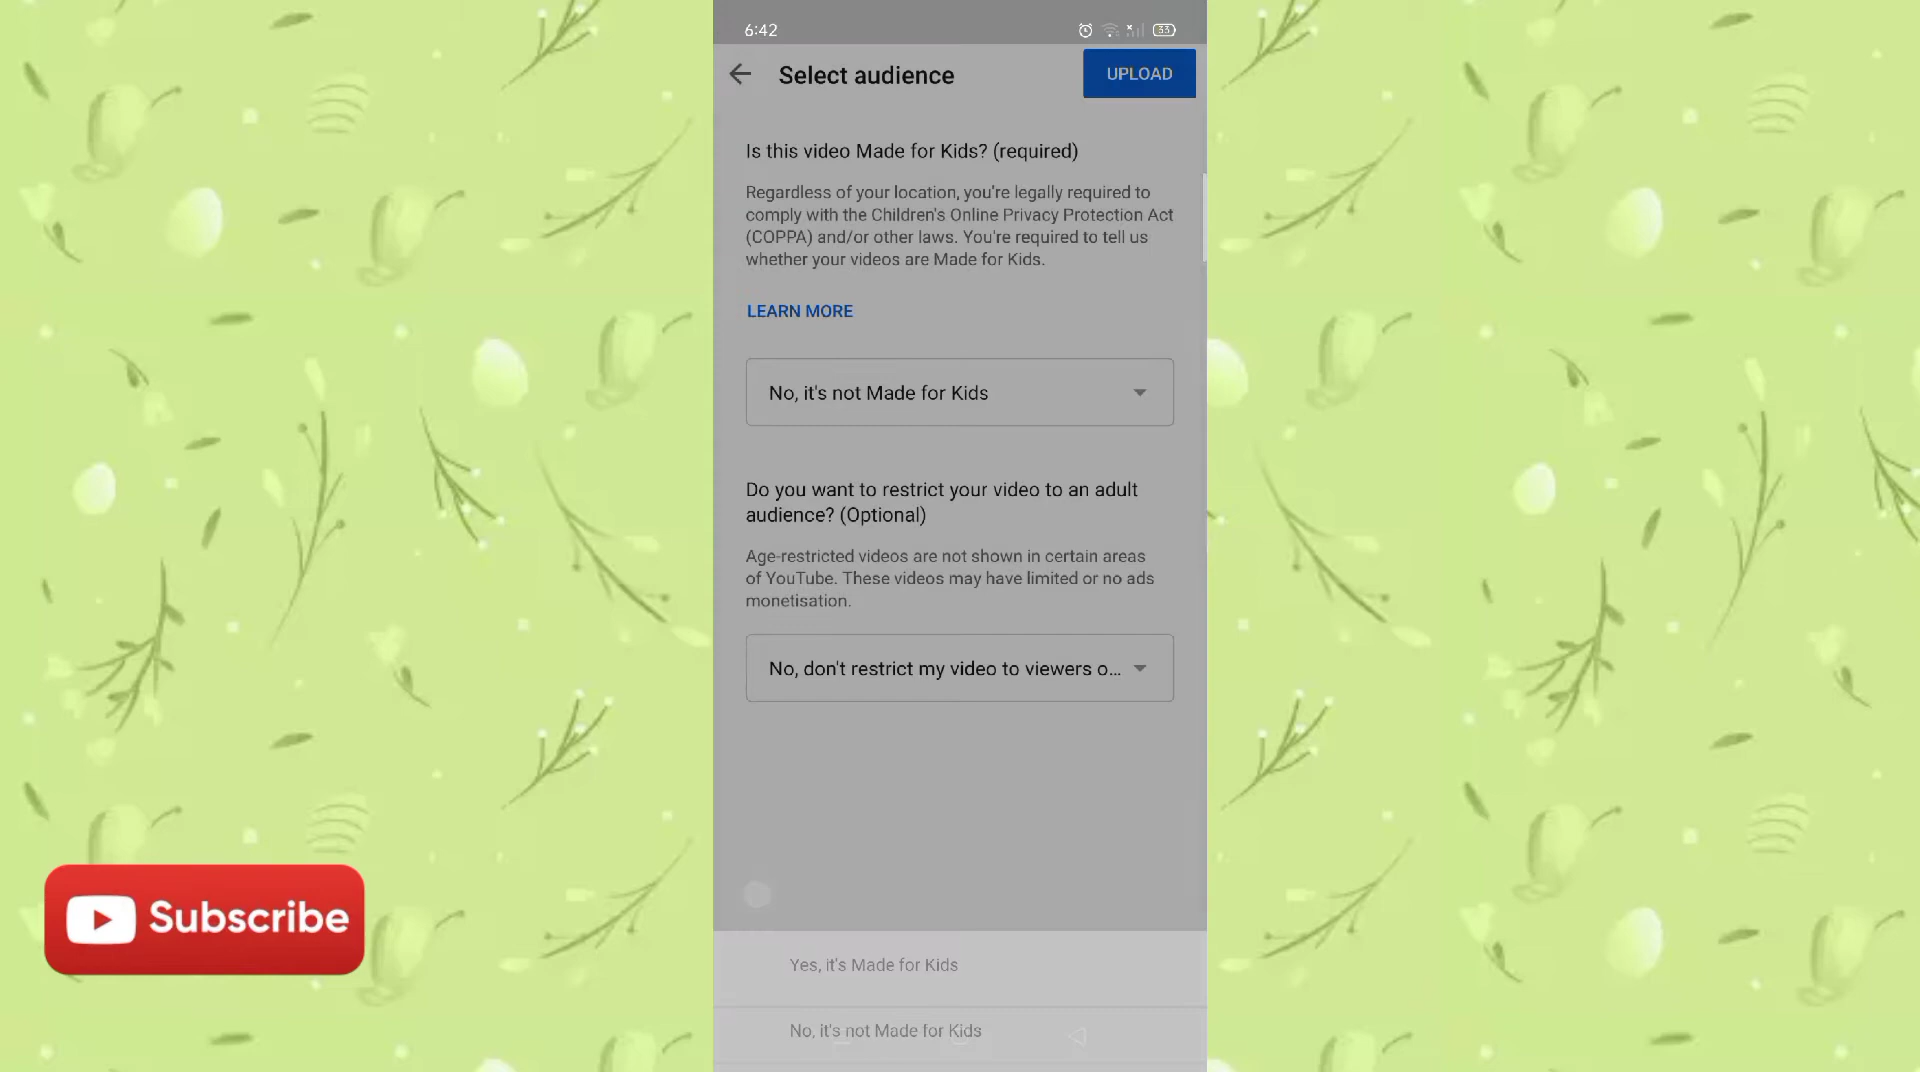 6:42
33
Select audience
UPLOAD
Is this video Made for Kids? (required)
Regardless of your location, you're legally required to
comply with the Children's Online Privacy Protection Act
(COPPA) and/or other laws. You're required to tell us
whether your videos are Made for Kids.
LEARN MORE
No, it's not Made for Kids
Do you want to restrict your video to an adult
audience? (Optional)
Age-restricted videos are not shown in certain areas
of YouTube. These videos may have limited or no ads
monetisation.
No, don't restrict my video to viewers o...
Subscribe
Yes, it's Made for Kids
No, it's not Made for Kids